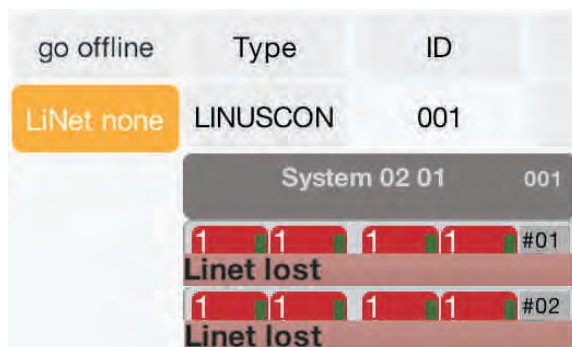 go offline Type ID
LiNet none LINUSCON 001
System 02 01 001
1 1 1 1 #01
Linet lost
1 1 1 1 #02
Linet lost